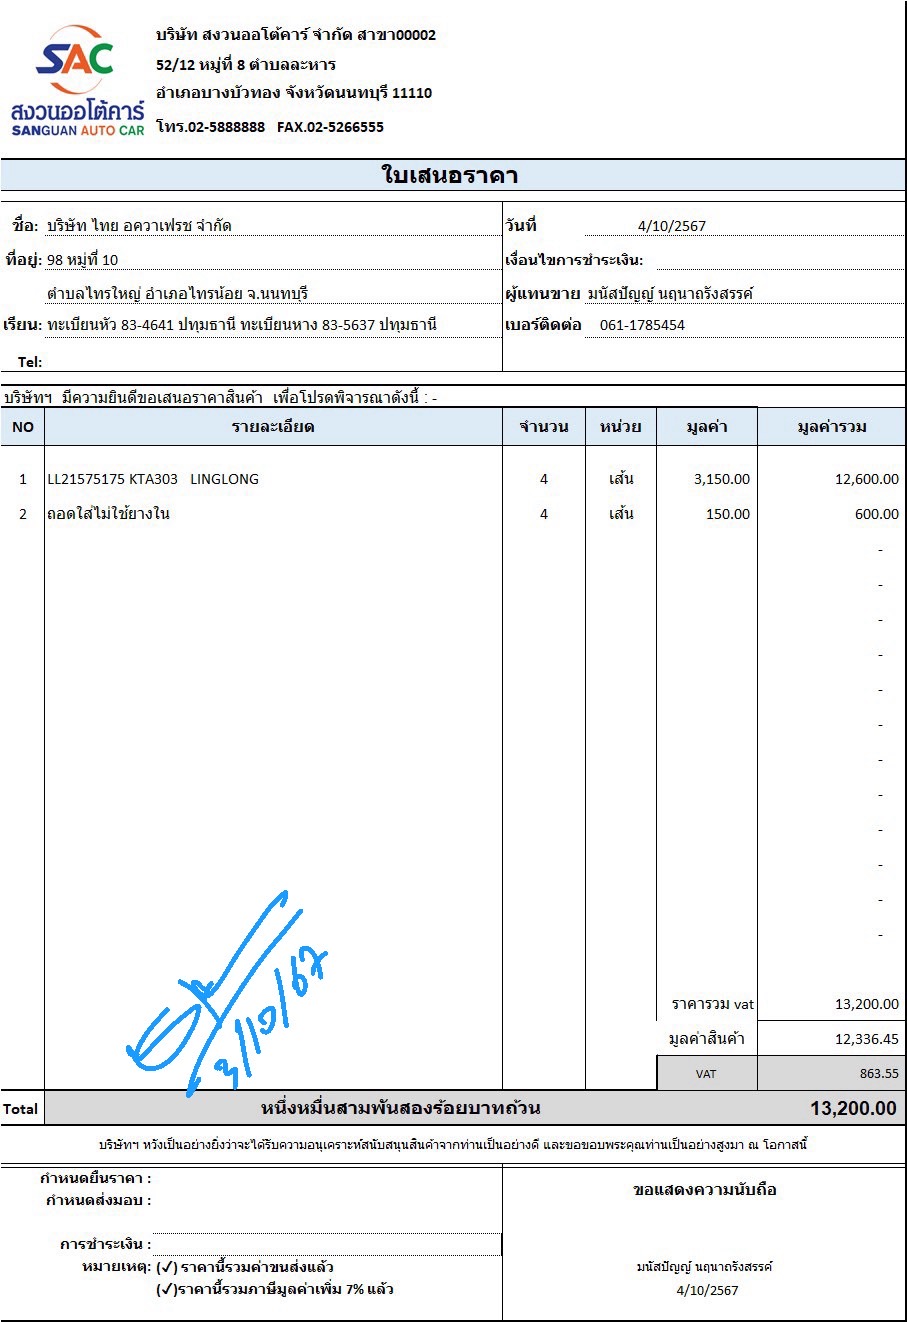 SAC
สงวนออโต้คาร์
SANGUAN AUTO CAR
บริษัท สงวนออโต้คาร์ จำกัด สาขา00002
52/12 หมู่ที่ 8 ตำบลละหาร
อำเภอบางบัวทอง จังหวัดนนทบุรี 11110
โทร.02-5888888 FAX.02-5266555
ใบเสนอราคา
ชื่อ: บริษัท ไทย อควาเฟรช จำกัด วันที่ 4/10/2567
ที่อยู่: 98 หมู่ที่ 10 เงื่อนไขการชำระเงิน:
ตำบลไทรใหญ่ อำเภอไทรน้อย จ.นนทบุรี ผู้แทนขาย มนัสปัญญ์ นฤนาถรังสรรค์
เรียน: ทะเบียนหัว 83-4641 ปทุมธานี ทะเบียนหาง 83-5637 ปทุมธานี เบอร์ติดต่อ 061-1785454
Tel:
บริษัทฯ มีความยินดีขอเสนอราคาสินค้า เพื่อโปรดพิจารณาดังนี้ : -
NO รายละเอียด จำนวน หน่วย มูลค่า มูลค่ารวม
1 LL21575175 KTA303 LINGLONG 4 เส้น 3,150.00 12,600.00
2 ถอดใส่ไม่ใช้ยางใน 4 เส้น 150.00 600.00
-
-
-
-
-
-
-
-
-
-
-
-
3/10/67
ราคารวม vat 13,200.00
มูลค่าสินค้า 12,336.45
VAT 863.55
Total หนึ่งหมื่นสามพันสองร้อยบาทถ้วน 13,200.00
บริษัทฯ หวังเป็นอย่างยิ่งว่าจะได้รับความอนุเคราะห์สนับสนุนสินค้าจากท่านเป็นอย่างดี และขอขอบพระคุณท่านเป็นอย่างสูงมา ณ โอกาสนี้
กำหนดยืนราคา :
กำหนดส่งมอบ :
ขอแสดงความนับถือ
การชำระเงิน :
หมายเหตุ: (✓) ราคานี้รวมค่าขนส่งแล้ว
(✓)ราคานี้รวมภาษีมูลค่าเพิ่ม 7% แล้ว
มนัสปัญญ์ นฤนาถรังสรรค์
4/10/2567